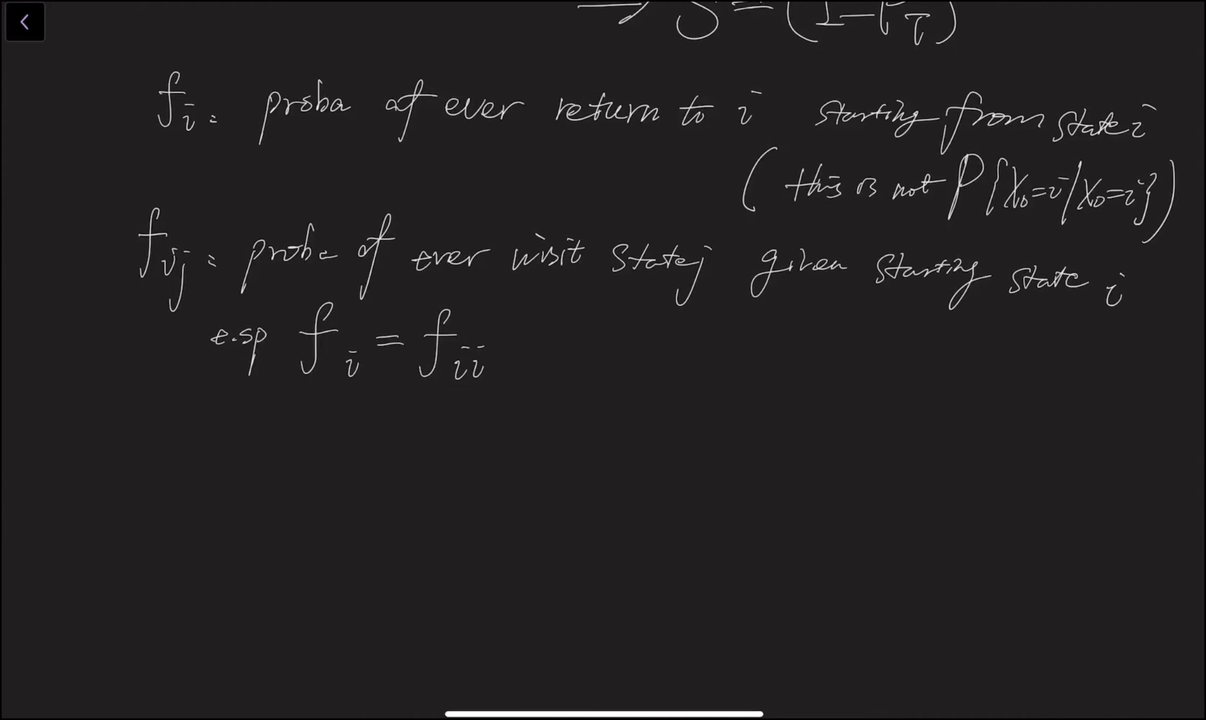 ⟹ S = (I - P_T)
f_i = proba of ever return to i starting from state i
(this is not P{X_0=i|X_0=i})
f_ij = proba of ever visit state j given starting state i
e.sp f_i = f_ii